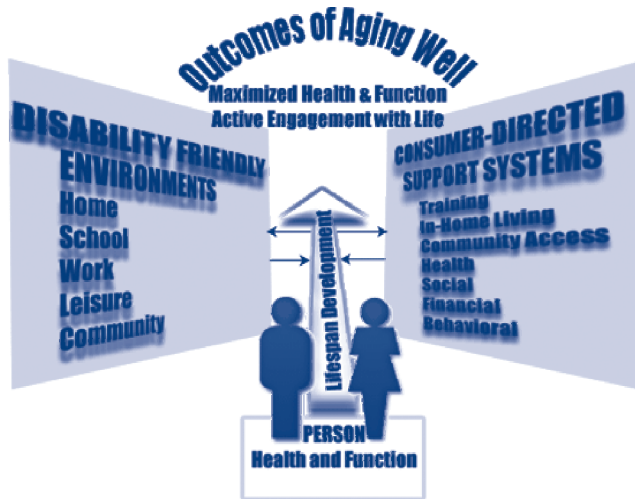 Outcomes of Aging Well
Maximized Health & Function
Active Engagement with Life
DISABILITY FRIENDLY
ENVIRONMENTS
Home
School
Work
Leisure
Community
CONSUMER-DIRECTED
SUPPORT SYSTEMS
Training
In-Home Living
Community Access
Health
Social
Financial
Behavioral
Lifespan Development
PERSON
Health and Function